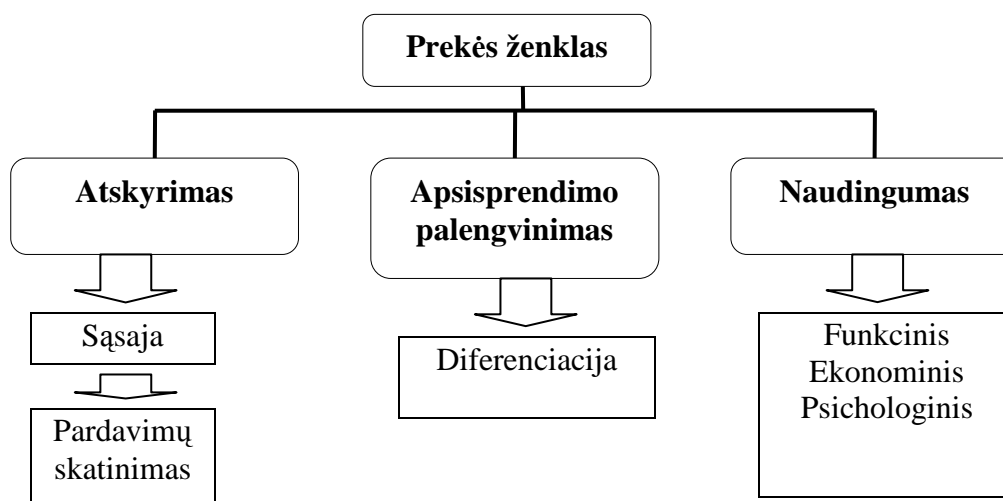 Prekės ženklas
Atskyrimas
Apsisprendimo
palengvinimas
Naudingumas
Sąsaja
Pardavimų
skatinimas
Diferenciacija
Funkcinis
Ekonominis
Psichologinis